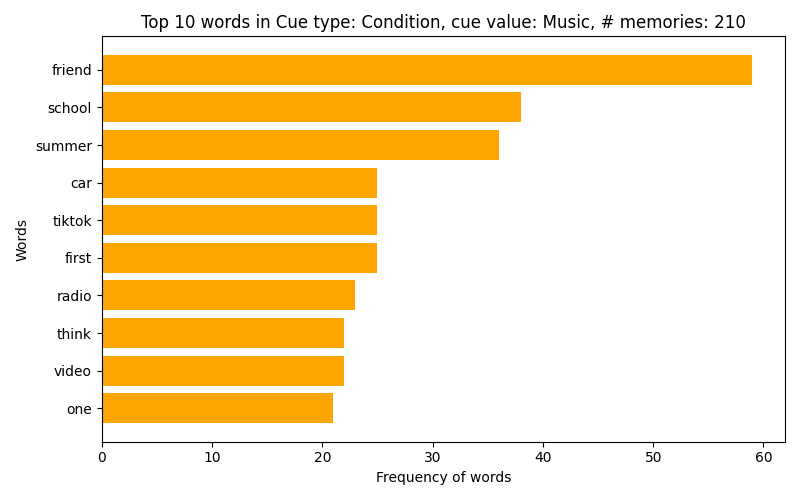 Top 10 words in Cue type: Condition, cue value: Music, # memories: 210
Words
friend
school
summer
car
tiktok
first
radio
think
video
one
0 10 20 30 40 50 60
Frequency of words